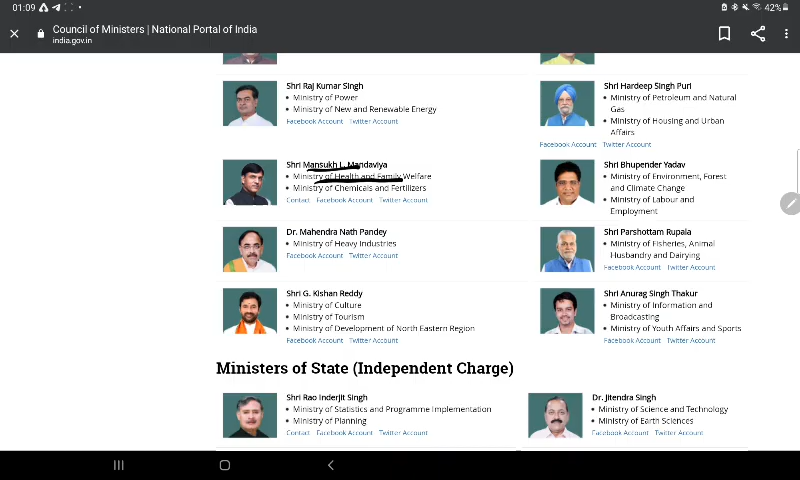 01:09
42%
Council of Ministers | National Portal of India
india.gov.in
Shri Raj Kumar Singh
Ministry of Power
Ministry of New and Renewable Energy
Facebook Account Twitter Account
Shri Hardeep Singh Puri
Ministry of Petroleum and Natural
Gas
Ministry of Housing and Urban
Affairs
Facebook Account Twitter Account
Shri Mansukh L. Mandaviya
Ministry of Health and Family Welfare
Ministry of Chemicals and Fertilizers
Contact Facebook Account Twitter Account
Shri Bhupender Yadav
Ministry of Environment, Forest
and Climate Change
Ministry of Labour and
Employment
Dr. Mahendra Nath Pandey
Ministry of Heavy Industries
Facebook Account Twitter Account
Shri Parshottam Rupala
Ministry of Fisheries, Animal
Husbandry and Dairying
Facebook Account Twitter Account
Shri G. Kishan Reddy
Ministry of Culture
Ministry of Tourism
Ministry of Development of North Eastern Region
Facebook Account Twitter Account
Shri Anurag Singh Thakur
Ministry of Information and
Broadcasting
Ministry of Youth Affairs and Sports
Facebook Account Twitter Account
Ministers of State (Independent Charge)
Shri Rao Inderjit Singh
Ministry of Statistics and Programme Implementation
Ministry of Planning
Contact Facebook Account Twitter Account
Dr. Jitendra Singh
Ministry of Science and Technology
Ministry of Earth Sciences
Facebook Account Twitter Account